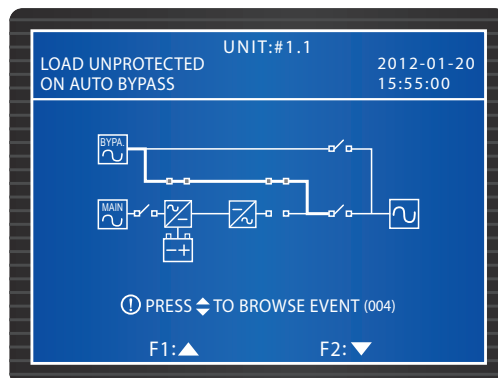 UNIT:#1.1
LOAD UNPROTECTED
ON AUTO BYPASS
2012-01-20
15:55:00
BYPA.
MAIN
PRESS TO BROWSE EVENT (004)
F1:
F2: